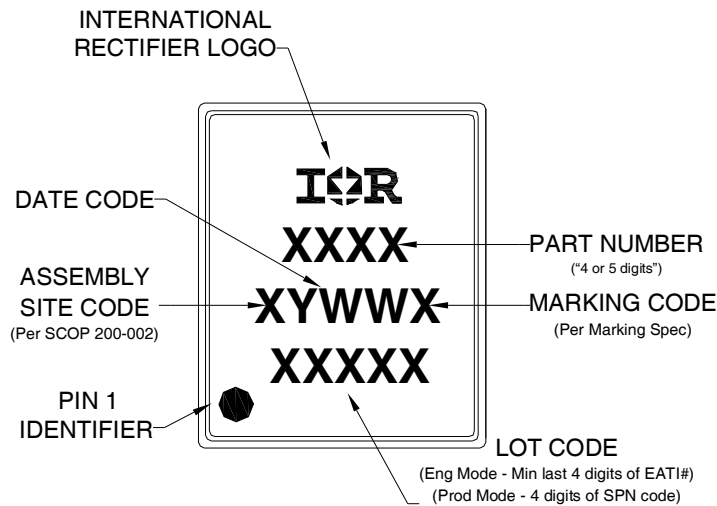 INTERNATIONAL
RECTIFIER LOGO
IOR
DATE CODE
XXXX
PART NUMBER
(“4 or 5 digits”)
ASSEMBLY
SITE CODE
(Per SCOP 200-002)
XYWWX
MARKING CODE
(Per Marking Spec)
XXXXX
PIN 1
IDENTIFIER
LOT CODE
(Eng Mode - Min last 4 digits of EATI#)
(Prod Mode - 4 digits of SPN code)